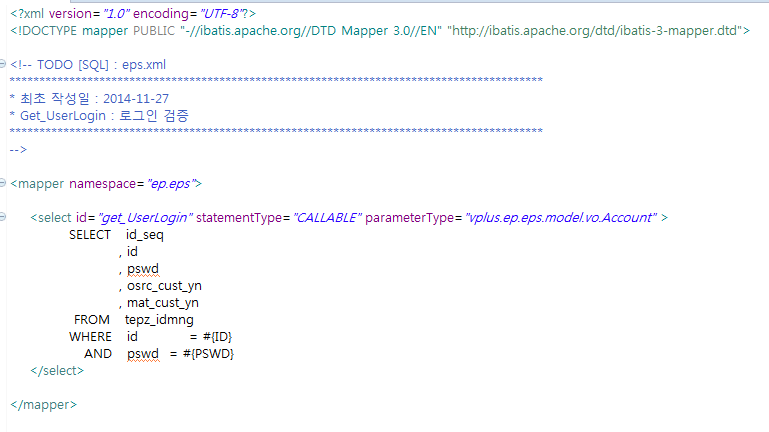 <?xml version="1.0" encoding="UTF-8"?>
<!DOCTYPE mapper PUBLIC "-//ibatis.apache.org//DTD Mapper 3.0//EN" "http://ibatis.apache.org/dtd/ibatis-3-mapper.dtd">
<!-- TODO [SQL] : eps.xml
*****************************************************************************************
* 최초 작성일 : 2014-11-27
* Get_UserLogin : 로그인 검증
*****************************************************************************************
-->
<mapper namespace="ep.eps">
<select id="get_UserLogin" statementType="CALLABLE" parameterType="vplus.ep.eps.model.vo.Account" >
SELECT id_seq
, id
, pswd
, osrc_cust_yn
, mat_cust_yn
FROM tepz_idmng
WHERE id = #{ID}
AND pswd = #{PSWD}
</select>
</mapper>